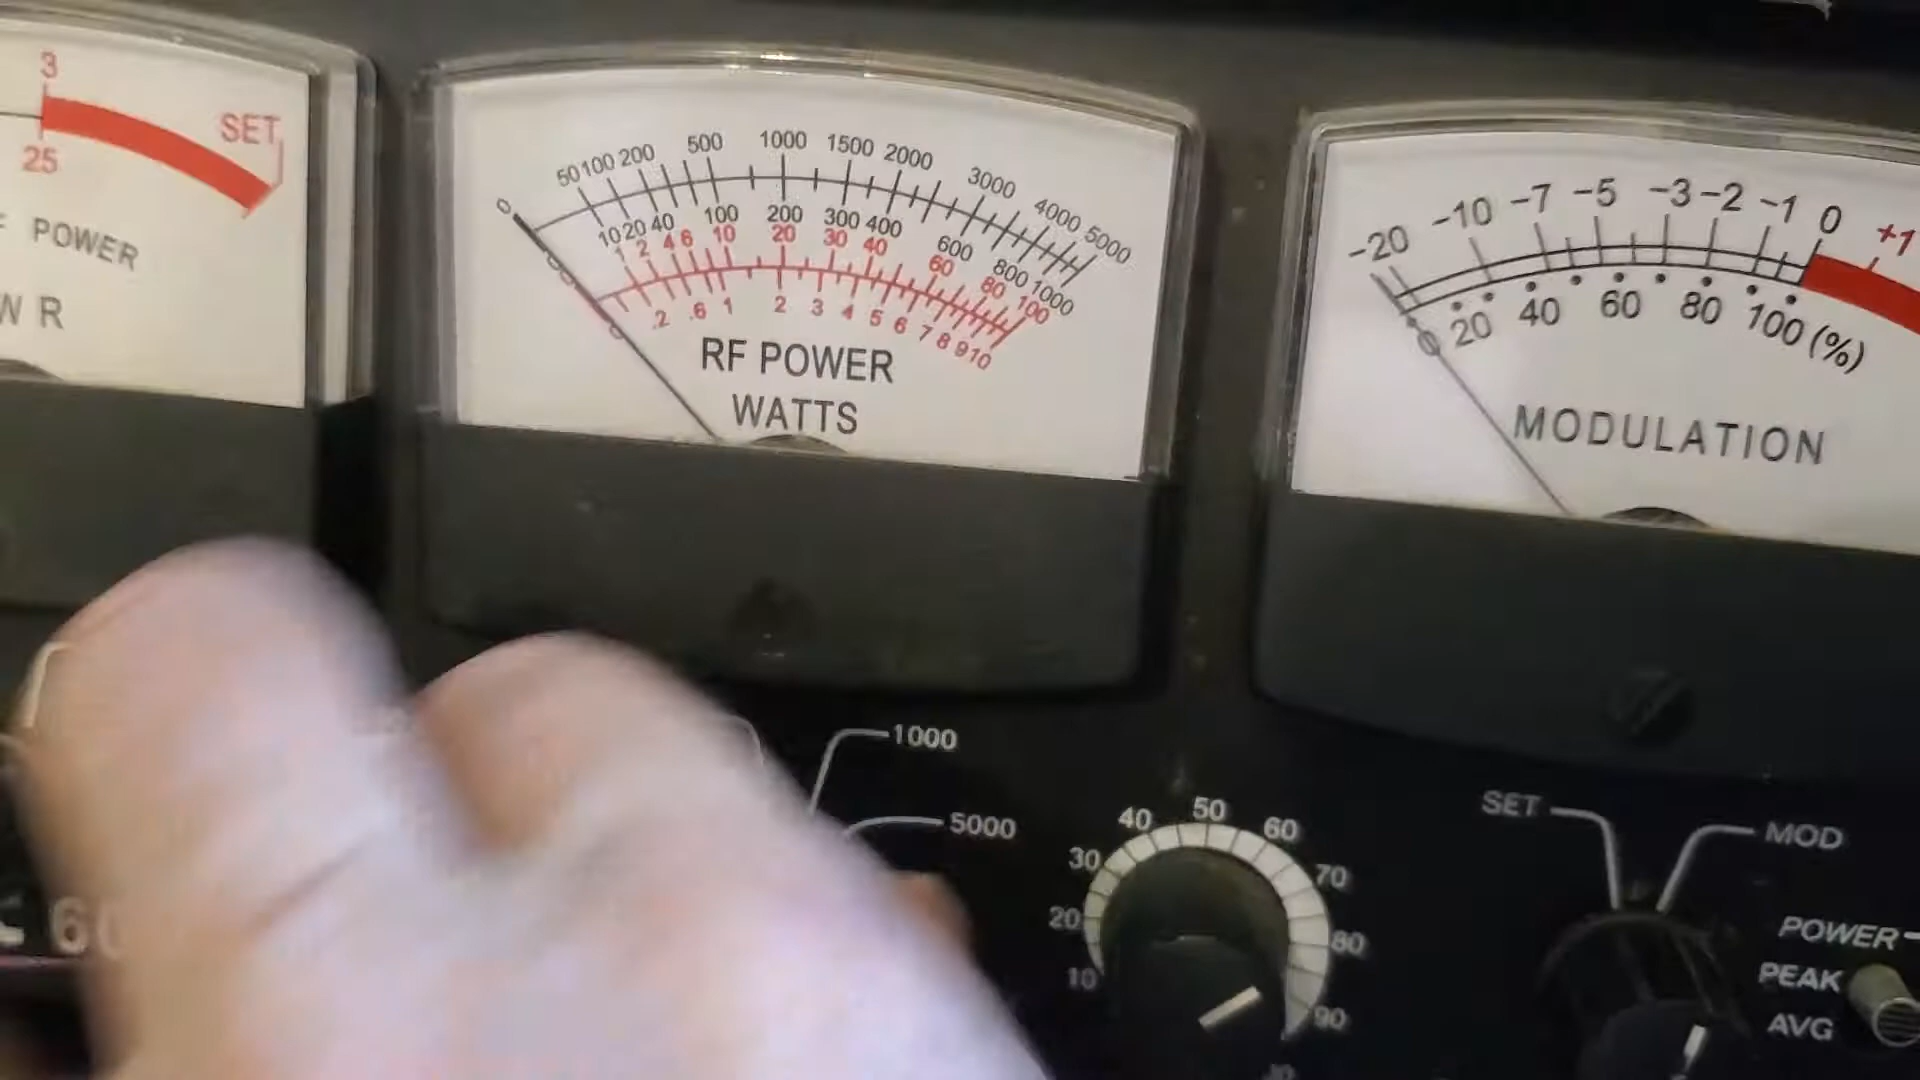 3
SET
25
POWER
W R
0 50 100 200 500 1000 1500 2000 3000 4000 5000
0 10 20 40 100 200 300 400 600 800 1000
0 1 2 4 6 10 20 30 40 60 80 100
0 .2 .6 1 2 3 4 5 6 7 8 9 10
RF POWER
WATTS
-20 -10 -7 -5 -3 -2 -1 0 +1
0 20 40 60 80 100 (%)
MODULATION
1000
5000
10 20 30 40 50 60 70 80 90
SET
MOD
POWER
PEAK
AVG